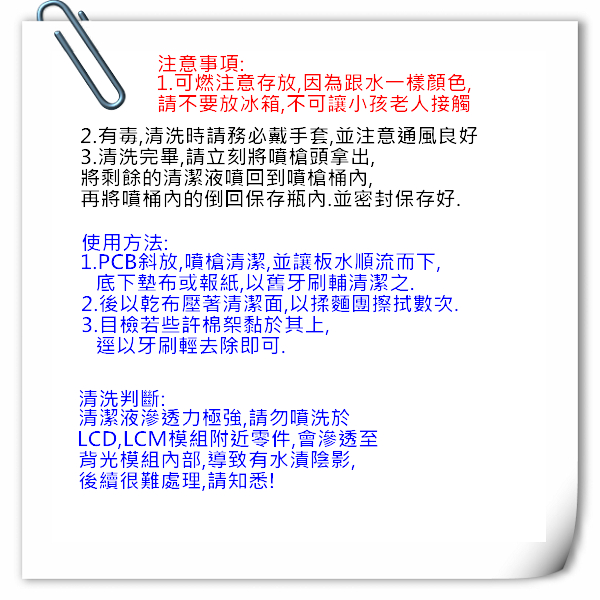 注意事項:
1.可燃注意存放,因為跟水一樣顏色,
請不要放冰箱,不可讓小孩老人接觸
2.有毒,清洗時請務必戴手套,並注意通風良好
3.清洗完畢,請立刻將噴槍頭拿出,
將剩餘的清潔液噴回到噴槍桶內,
再將噴桶內的倒回保存瓶內.並密封保存好.
使用方法:
1.PCB斜放,噴槍清潔,並讓板水順流而下,
底下墊布或報紙,以舊牙刷輔清潔之.
2.後以乾布壓著清潔面,以揉麵團擦拭數次.
3.目檢若些許棉絮黏於其上,
逕以牙刷輕去除即可.
清洗判斷:
清潔液滲透力極強,請勿噴洗於
LCD,LCM模組附近零件,會滲透至
背光模組內部,導致有水漬陰影,
後續很難處理,請知悉!